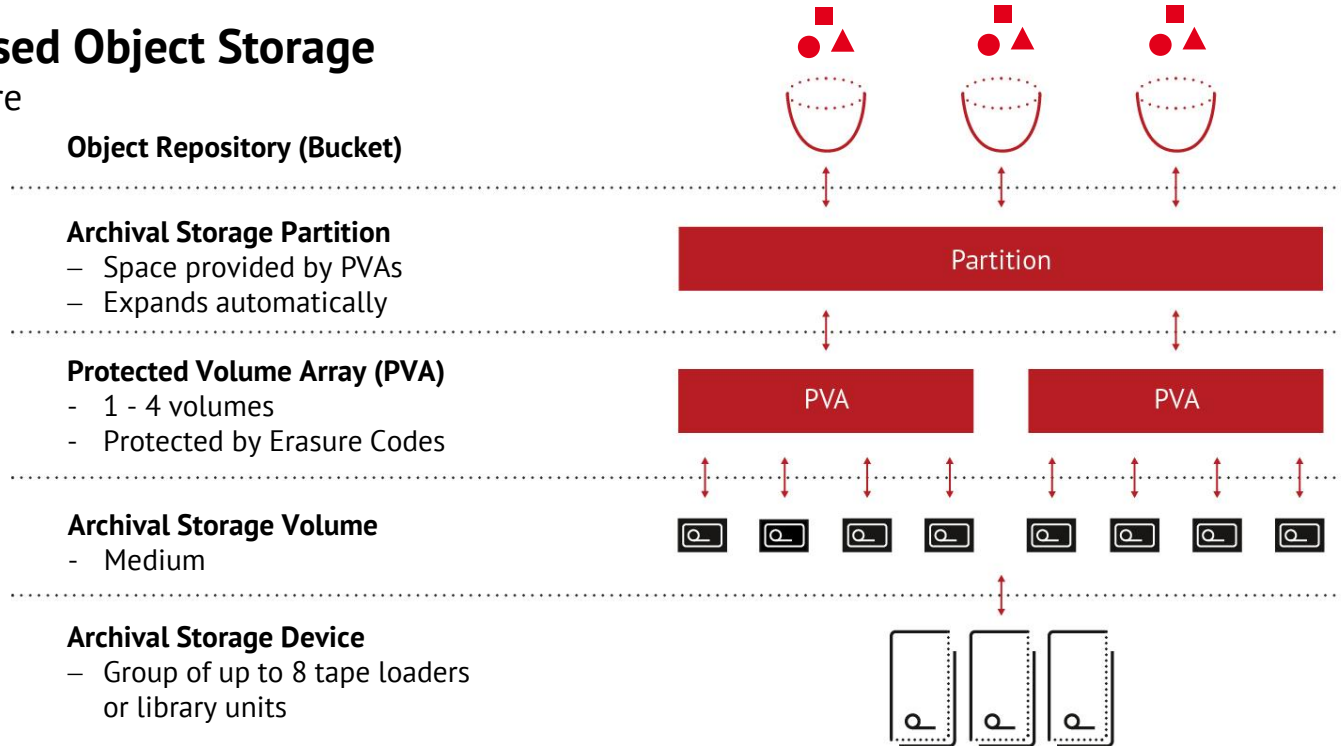 Object Storage
Object Repository (Bucket)
Archival Storage Partition
– Space provided by PVAs
– Expands automatically
Partition
Protected Volume Array (PVA)
- 1 - 4 volumes
- Protected by Erasure Codes
PVA
PVA
Archival Storage Volume
- Medium
Archival Storage Device
– Group of up to 8 tape loaders
or library units